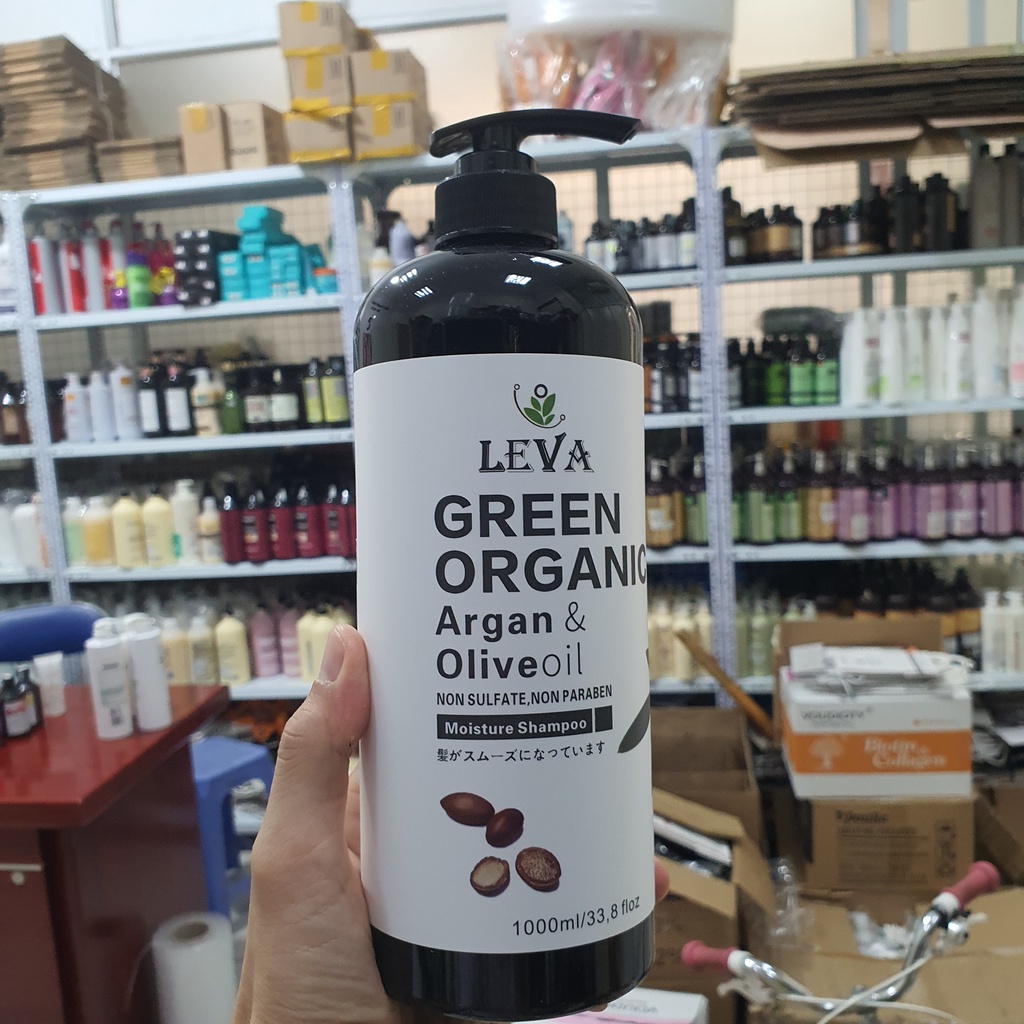 LEVA
GREEN
ORGANIC
Argan &
Oliveoil
NON SULFATE,NON PARABEN
Moisture Shampoo
髪がスムーズになっています
1000ml/33,8 floz
Biotin
Collagen